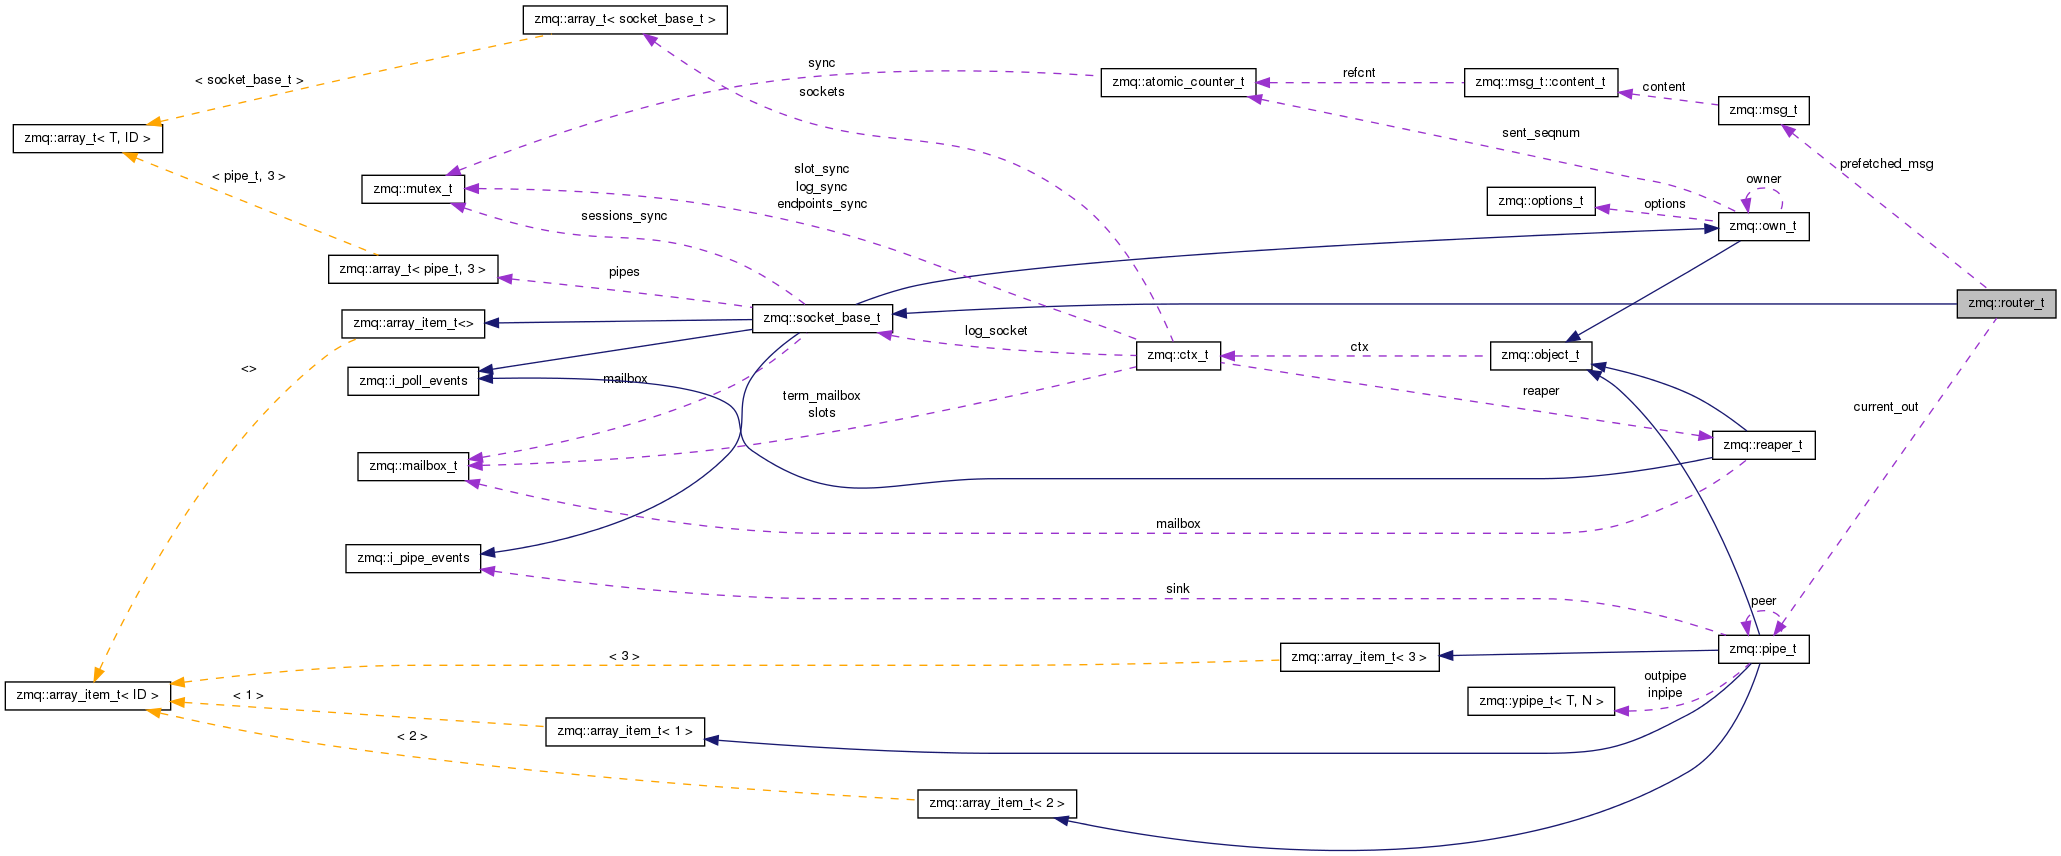 zmq::array_t< socket_base_t >
sync
refcnt
zmq::atomic_counter_t
zmq::msg_t::content_t
< socket_base_t >
content
sockets
zmq::msg_t
zmq::array_t< T, ID >
sent_seqnum
prefetched_msg
slot_sync
log_sync
endpoints_sync
< pipe_t, 3 >
owner
zmq::mutex_t
zmq::options_t
options
sessions_sync
zmq::own_t
zmq::array_t< pipe_t, 3 >
pipes
zmq::router_t
zmq::array_item_t<>
zmq::socket_base_t
log_socket
ctx
zmq::ctx_t
zmq::object_t
<>
zmq::i_poll_events
mailbox
term_mailbox
slots
reaper
current_out
zmq::reaper_t
zmq::mailbox_t
mailbox
zmq::i_pipe_events
sink
peer
< 3 >
zmq::array_item_t< 3 >
zmq::pipe_t
outpipe
inpipe
zmq::array_item_t< ID >
< 1 >
zmq::ypipe_t< T, N >
zmq::array_item_t< 1 >
< 2 >
zmq::array_item_t< 2 >